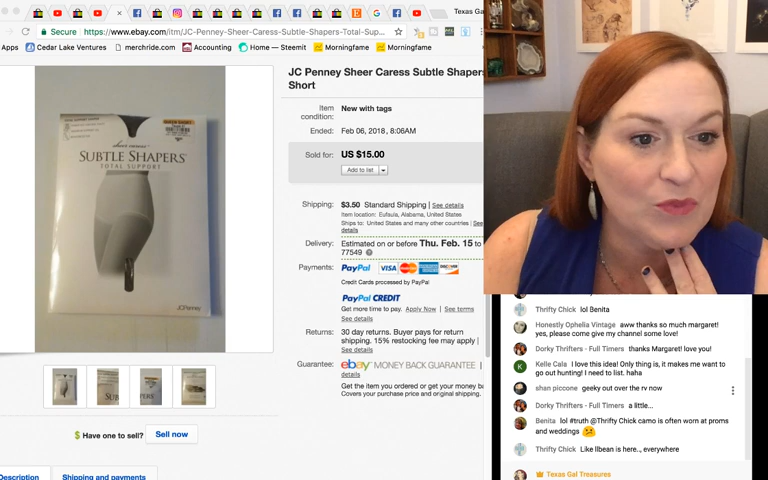 Texas Gal
Secure https://www.ebay.com/itm/JC-Penney-Sheer-Caress-Subtle-Shapers-Total-Sup...
Apps Cedar Lake Ventures merchride.com Accounting Home — Steemit Morningfame Morningfame
SUPER SHORT
sheer caress
SUBTLE SHAPERS
TOTAL SUPPORT
JCPenney
JC Penney Sheer Caress Subtle Shapers
Short
Item condition: New with tags
Ended: Feb 06, 2018 , 8:06AM
Sold for: US $15.00
Add to list
Shipping: $3.50 Standard Shipping | See details
Item location: Eufaula, Alabama, United States
Ships to: United States and many other countries | See details
Delivery: Estimated on or before Thu. Feb. 15 to
77549
Payments: PayPal VISA MasterCard AMEX DISCOVER
Credit Cards processed by PayPal
PayPal CREDIT
Get more time to pay. Apply Now | See terms
See details
Returns: 30 day returns. Buyer pays for return
shipping. 15% restocking fee may apply |
See details
Guarantee: ebay MONEY BACK GUARANTEE |
details
Get the item you ordered or get your money b
Covers your purchase price and original shipping.
$ Have one to sell? Sell now
Description Shipping and payments
Thrifty Chick lol Benita
Honestly Ophelia Vintage aww thanks so much margaret!
yes, please come give my channel some love!
Dorky Thrifters - Full Timers thanks Margaret! love you!
K Kelle Cala I love this idea! Only thing is, it makes me want to
go out hunting! I need to list. haha
shan piccone geeky out over the rv now
Dorky Thrifters - Full Timers a little...
Benita lol #truth @Thrifty Chick camo is often worn at proms
and weddings
Thrifty Chick Like llbean is here.., everywhere
Texas Gal Treasures